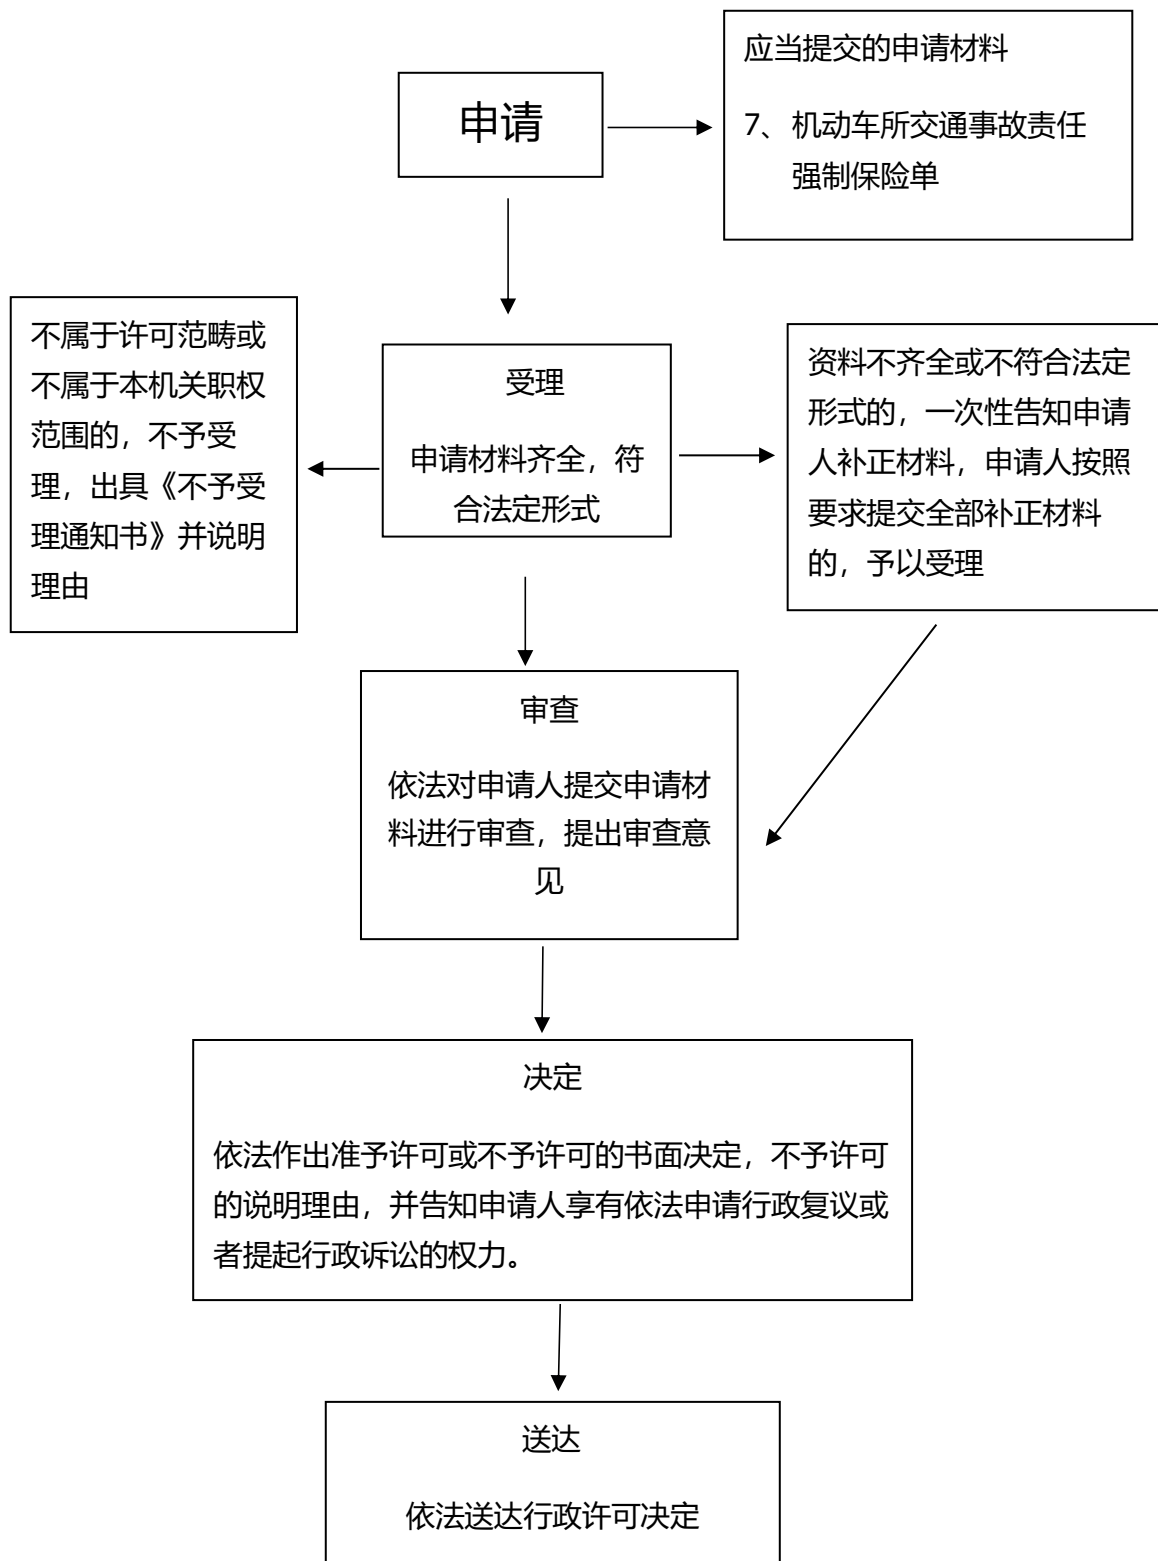 申请
应当提交的申请材料
7、机动车所交通事故责任
强制保险单
不属于许可范畴或
不属于本机关职权
范围的，不予受
理，出具《不予受
理通知书》并说明
理由
受理
申请材料齐全，符
合法定形式
资料不齐全或不符合法定
形式的，一次性告知申请
人补正材料，申请人按照
要求提交全部补正材料
的，予以受理
审查
依法对申请人提交申请材
料进行审查，提出审查意
见
决定
依法作出准予许可或不予许可的书面决定，不予许可
的说明理由，并告知申请人享有依法申请行政复议或
者提起行政诉讼的权力。
送达
依法送达行政许可决定